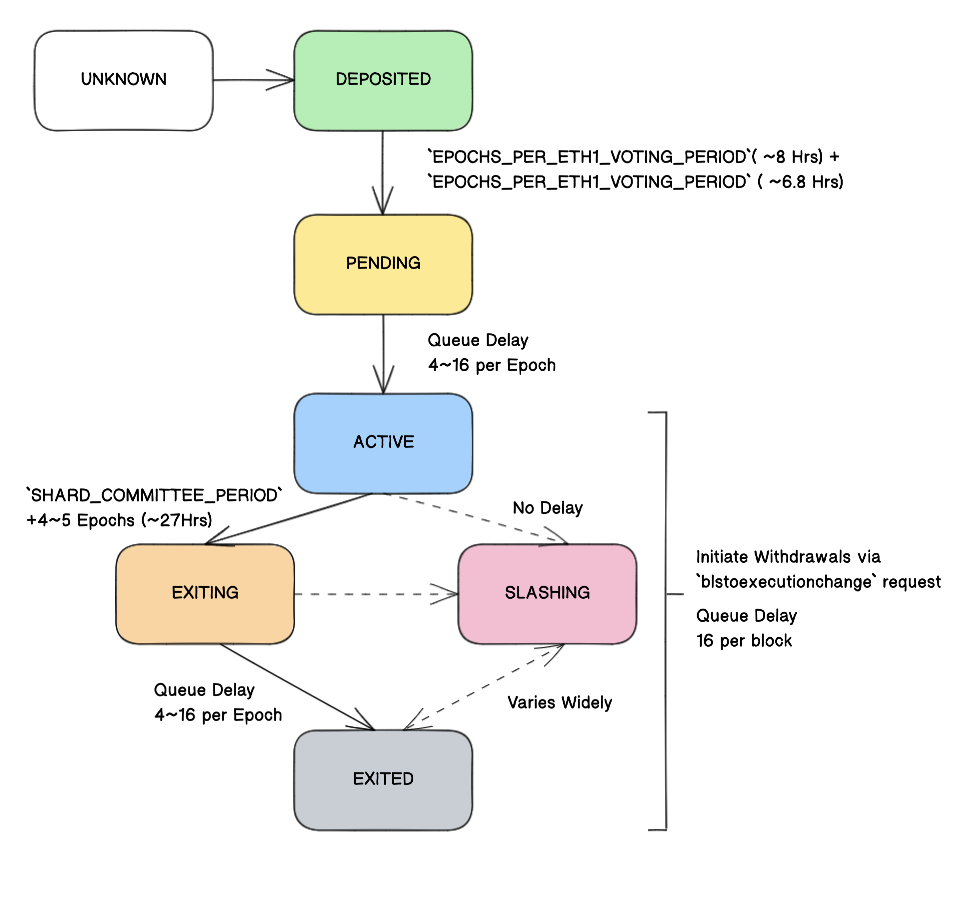 UNKNOWN
DEPOSITED
`EPOCHS_PER_ETH1_VOTING_PERIOD`( ~8 Hrs) +
`EPOCHS_PER_ETH1_VOTING_PERIOD` ( ~6.8 Hrs)
PENDING
Queue Delay
4~16 per Epoch
ACTIVE
`SHARD_COMMITTEE_PERIOD`
+4~5 Epochs (~27Hrs)
No Delay
EXITING
SLASHING
Initiate Withdrawals via
`blstoexecutionchange` request
Queue Delay
16 per block
Queue Delay
4~16 per Epoch
Varies Widely
EXITED